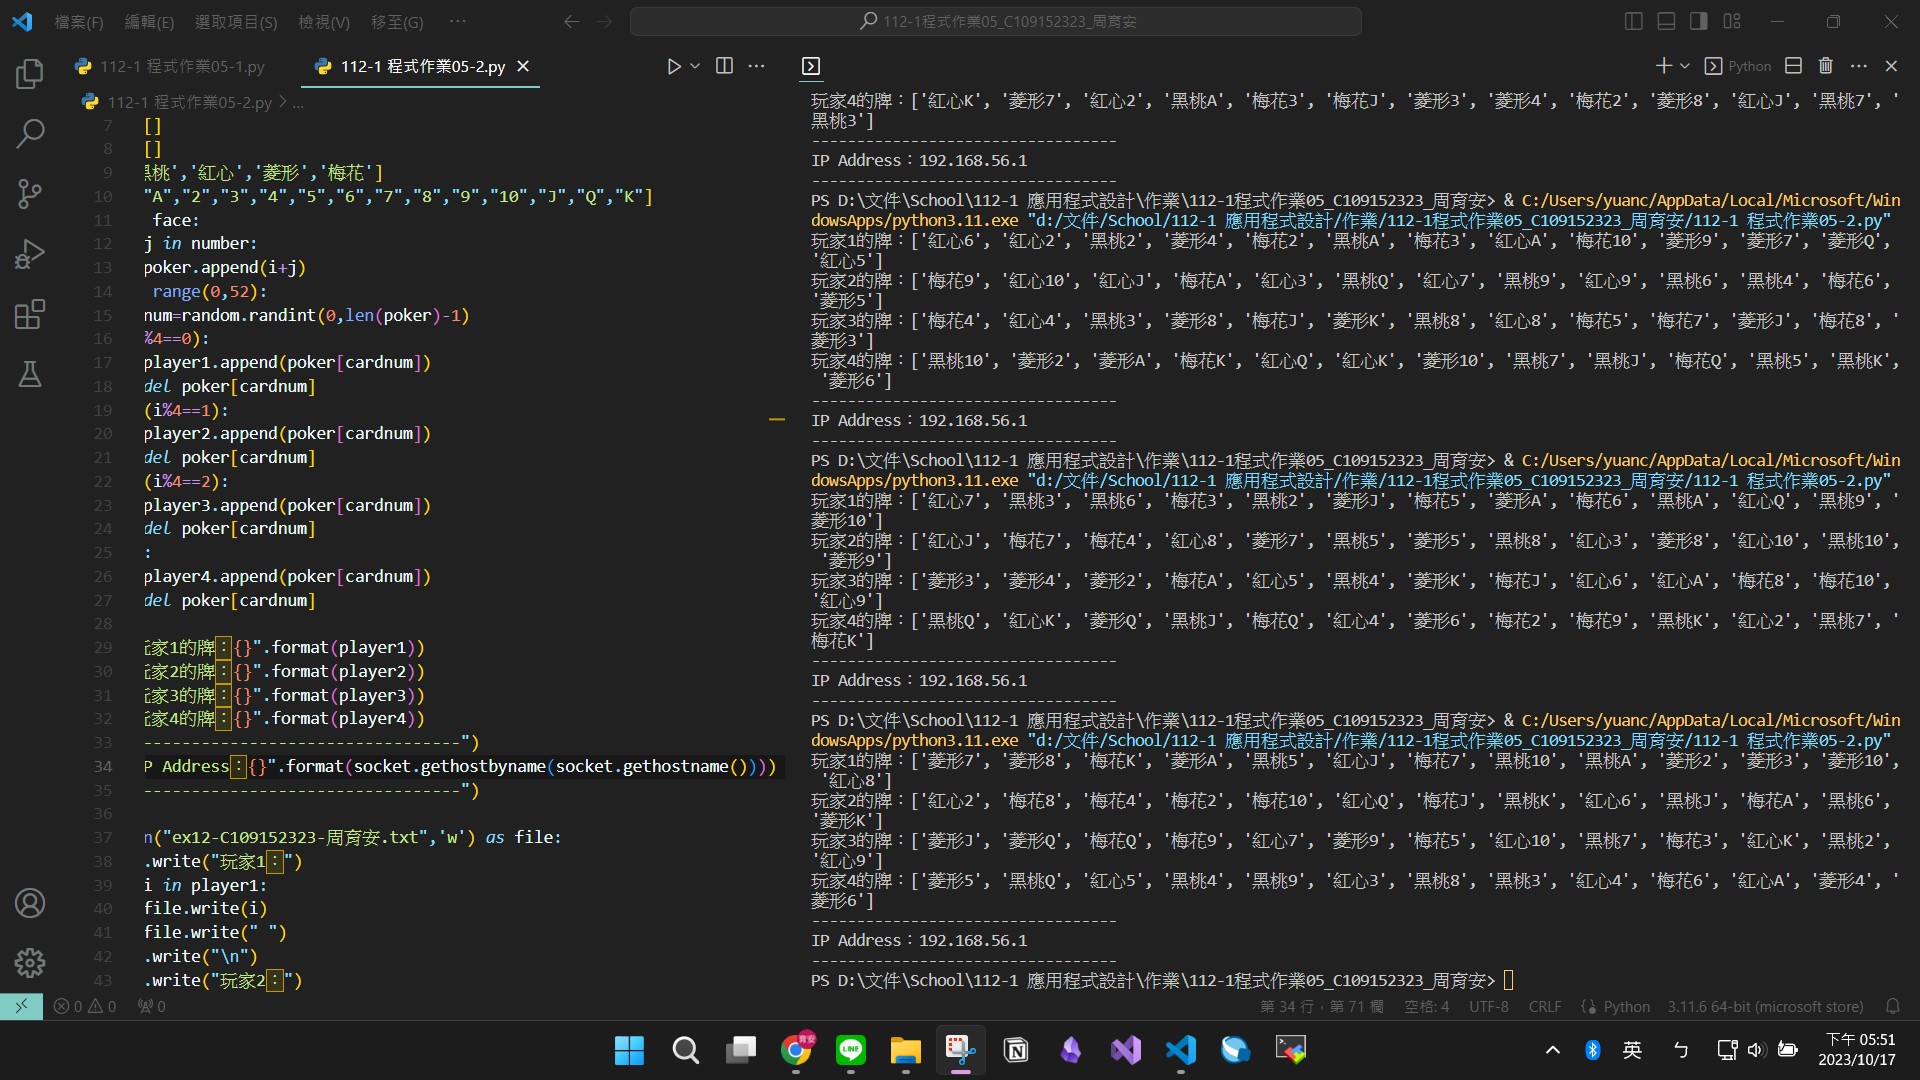 檔案(F) 編輯(E) 選取項目(S) 檢視(V) 移至(G) ··· 112-1程式作業05_C109152323_周育安
112-1 程式作業05-1.py
112-1 程式作業05-2.py
112-1 程式作業05-2.py > ...
7 []
8 []
9 黑桃','紅心','菱形','梅花']
10 "A","2","3","4","5","6","7","8","9","10","J","Q","K"]
11 face:
12 j in number:
13 poker.append(i+j)
14 range(0,52):
15 num=random.randint(0,len(poker)-1)
16 %4==0):
17 player1.append(poker[cardnum])
18 del poker[cardnum]
19 (i%4==1):
20 player2.append(poker[cardnum])
21 del poker[cardnum]
22 (i%4==2):
23 player3.append(poker[cardnum])
24 del poker[cardnum]
25 :
26 player4.append(poker[cardnum])
27 del poker[cardnum]
28
29 玩家1的牌：{}".format(player1))
30 玩家2的牌：{}".format(player2))
31 玩家3的牌：{}".format(player3))
32 玩家4的牌：{}".format(player4))
33 -----------------------------------")
34 P Address：{}".format(socket.gethostbyname(socket.gethostname())))
35 -----------------------------------")
36
37 n("ex12-C109152323-周育安.txt",'w') as file:
38 .write("玩家1：")
39 i in player1:
40 file.write(i)
41 file.write(" ")
42 .write("\n")
43 .write("玩家2：")
Python
玩家4的牌：['紅心K', '菱形7', '紅心2', '黑桃A', '梅花3', '梅花J', '菱形3', '菱形4', '梅花2', '菱形8', '紅心J', '黑桃7', '
黑桃3']
----------------------------------
IP Address：192.168.56.1
----------------------------------
PS D:\文件\School\112-1 應用程式設計\作業\112-1程式作業05_C109152323_周育安> & C:/Users/yuanc/AppData/Local/Microsoft/Win
dowsApps/python3.11.exe "d:/文件/School/112-1 應用程式設計/作業/112-1程式作業05_C109152323_周育安/112-1 程式作業05-2.py"
玩家1的牌：['紅心6', '紅心2', '黑桃2', '菱形4', '梅花2', '黑桃A', '梅花3', '紅心A', '梅花10', '菱形9', '菱形7', '菱形Q',
'紅心5']
玩家2的牌：['梅花9', '紅心10', '紅心J', '梅花A', '紅心3', '黑桃Q', '紅心7', '黑桃9', '紅心9', '黑桃6', '黑桃4', '梅花6',
'菱形5']
玩家3的牌：['梅花4', '紅心4', '黑桃3', '菱形8', '梅花J', '菱形K', '黑桃8', '紅心8', '梅花5', '梅花7', '菱形J', '梅花8', '
菱形3']
玩家4的牌：['黑桃10', '菱形2', '菱形A', '梅花K', '紅心Q', '紅心K', '菱形10', '黑桃7', '黑桃J', '梅花Q', '黑桃5', '黑桃K',
'菱形6']
----------------------------------
IP Address：192.168.56.1
----------------------------------
PS D:\文件\School\112-1 應用程式設計\作業\112-1程式作業05_C109152323_周育安> & C:/Users/yuanc/AppData/Local/Microsoft/Win
dowsApps/python3.11.exe "d:/文件/School/112-1 應用程式設計/作業/112-1程式作業05_C109152323_周育安/112-1 程式作業05-2.py"
玩家1的牌：['紅心7', '黑桃3', '黑桃6', '梅花3', '黑桃2', '菱形J', '梅花5', '菱形A', '梅花6', '黑桃A', '紅心Q', '黑桃9', '
菱形10']
玩家2的牌：['紅心J', '梅花7', '梅花4', '紅心8', '菱形7', '黑桃5', '菱形5', '黑桃8', '紅心3', '菱形8', '紅心10', '黑桃10',
'菱形9']
玩家3的牌：['菱形3', '菱形4', '菱形2', '梅花A', '紅心5', '黑桃4', '菱形K', '梅花J', '紅心6', '紅心A', '梅花8', '梅花10',
'紅心9']
玩家4的牌：['黑桃Q', '紅心K', '菱形Q', '黑桃J', '梅花Q', '紅心4', '菱形6', '梅花2', '梅花9', '黑桃K', '紅心2', '黑桃7', '
梅花K']
----------------------------------
IP Address：192.168.56.1
----------------------------------
PS D:\文件\School\112-1 應用程式設計\作業\112-1程式作業05_C109152323_周育安> & C:/Users/yuanc/AppData/Local/Microsoft/Win
dowsApps/python3.11.exe "d:/文件/School/112-1 應用程式設計/作業/112-1程式作業05_C109152323_周育安/112-1 程式作業05-2.py"
玩家1的牌：['菱形7', '菱形8', '梅花K', '菱形A', '黑桃5', '紅心J', '梅花7', '黑桃10', '黑桃A', '菱形2', '菱形3', '菱形10',
'紅心8']
玩家2的牌：['紅心2', '梅花8', '梅花4', '梅花2', '梅花10', '紅心Q', '梅花J', '黑桃K', '紅心6', '黑桃J', '梅花A', '黑桃6',
'菱形K']
玩家3的牌：['菱形J', '菱形Q', '梅花Q', '梅花9', '紅心7', '菱形9', '梅花5', '紅心10', '黑桃7', '梅花3', '紅心K', '黑桃2',
'紅心9']
玩家4的牌：['菱形5', '黑桃Q', '紅心5', '黑桃4', '黑桃9', '紅心3', '黑桃8', '黑桃3', '紅心4', '梅花6', '紅心A', '菱形4', '
菱形6']
----------------------------------
IP Address：192.168.56.1
----------------------------------
PS D:\文件\School\112-1 應用程式設計\作業\112-1程式作業05_C109152323_周育安>
0 0 0 第 34 行，第 71 欄 空格: 4 UTF-8 CRLF Python 3.11.6 64-bit (microsoft store)
育安
LINE
英 ㄅ
下午 05:51
2023/10/17